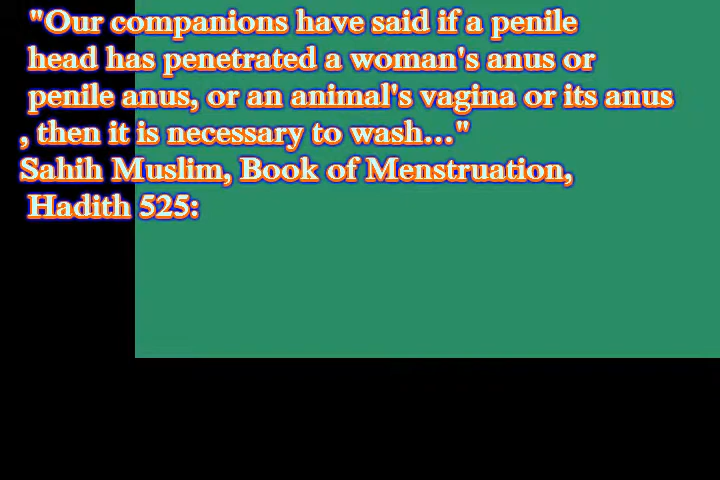 "Our companions have said if a penile
head has penetrated a woman's anus or
penile anus, or an animal's vagina or its anus
, then it is necessary to wash..."
Sahih Muslim, Book of Menstruation,
Hadith 525: